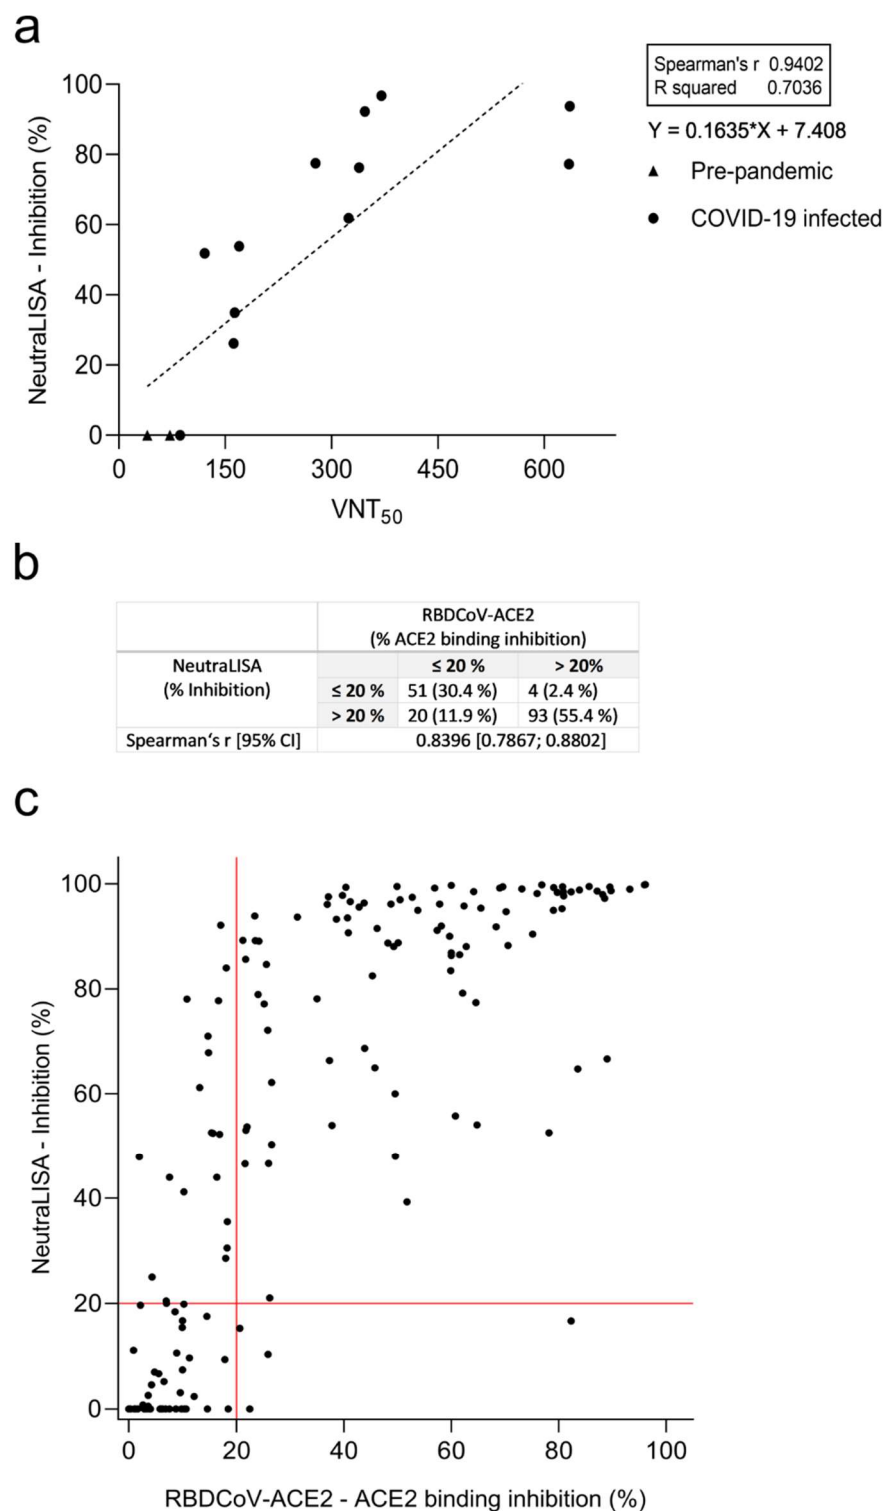 a
Spearman's r 0.9402
R squared 0.7036
Y = 0.1635*X + 7.408
Pre-pandemic
COVID-19 infected
NeutraLISA - Inhibition (%)
100
80
60
40
20
0
0 150 300 450 600
VNT50
b
RBDCoV-ACE2
(% ACE2 binding inhibition)
NeutraLISA
(% Inhibition)
≤ 20 % > 20%
≤ 20 % 51 (30.4 %) 4 (2.4 %)
> 20 % 20 (11.9 %) 93 (55.4 %)
Spearman‘s r [95% CI] 0.8396 [0.7867; 0.8802]
c
NeutraLISA - Inhibition (%)
100
80
60
40
20
0
0 20 40 60 80 100
RBDCoV-ACE2 - ACE2 binding inhibition (%)